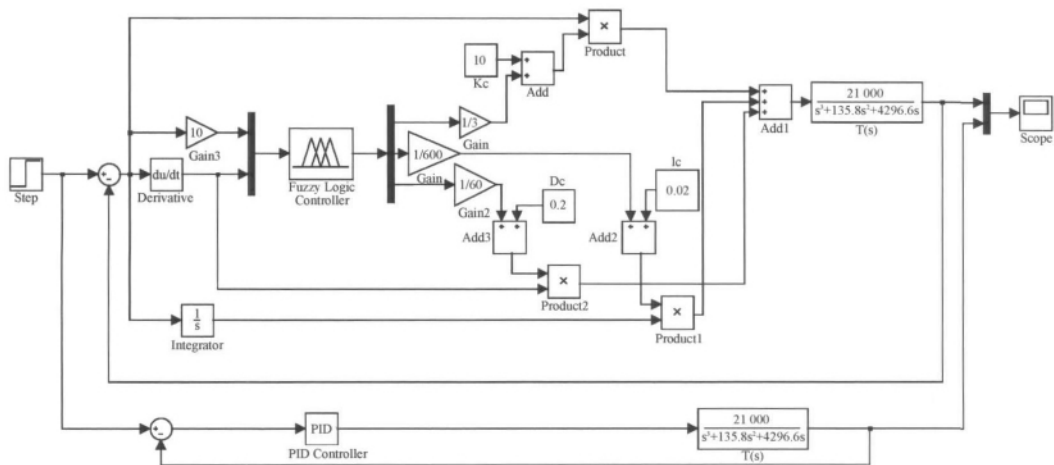 ×
Product
10
Kc
+
+
Add
1/3
Gain
10
Gain3
1/600
Gain
1/60
Gain2
Step
+
-
du/dt
Derivative
Fuzzy Logic
Controller
Dc
0.2
+ +
Add3
Ic
0.02
+ +
Add2
×
Product2
×
Product1
1
s
Integrator
+
+
+
Add1
21 000
s³+135.8s²+4296.6s
T(s)
Scope
+
-
PID
PID Controller
21 000
s³+135.8s²+4296.6s
T(s)